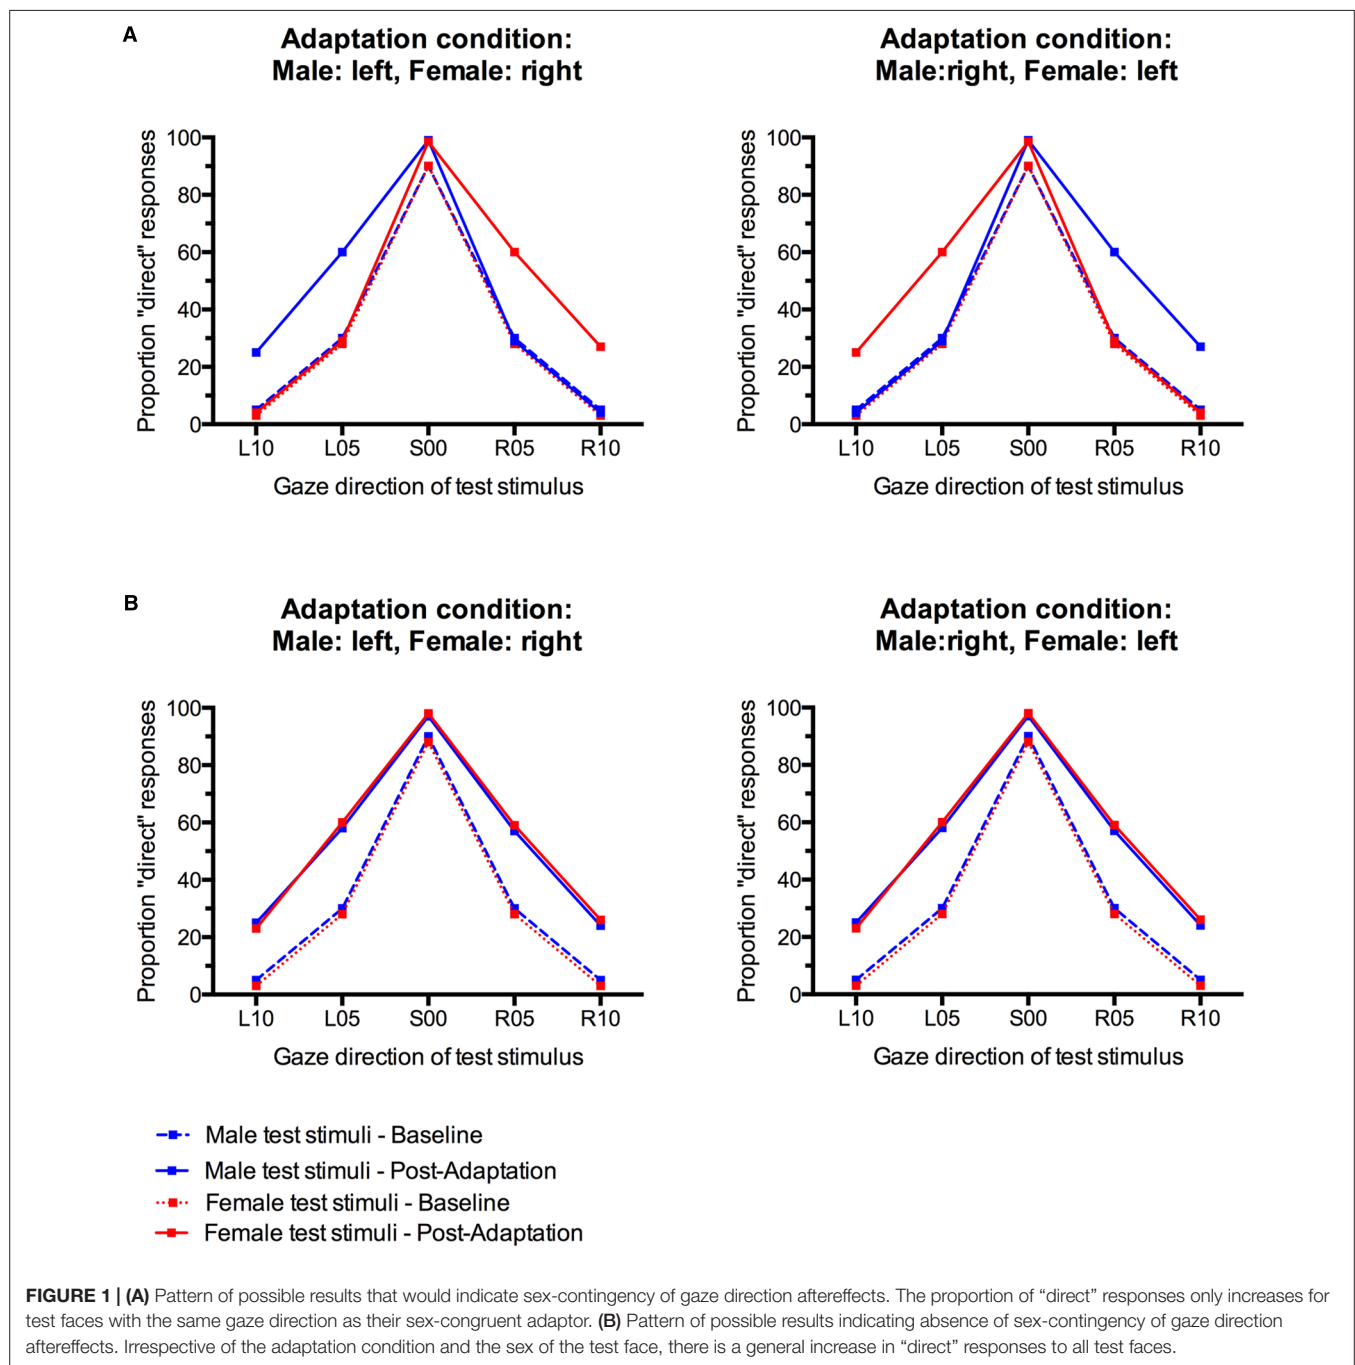 A
Adaptation condition:
Male: left, Female: right
Proportion "direct" responses
100
80
60
40
20
0
L10 L05 S00 R05 R10
Gaze direction of test stimulus
Adaptation condition:
Male:right, Female: left
Proportion "direct" responses
100
80
60
40
20
0
L10 L05 S00 R05 R10
Gaze direction of test stimulus
B
Adaptation condition:
Male: left, Female: right
Proportion "direct" responses
100
80
60
40
20
0
L10 L05 S00 R05 R10
Gaze direction of test stimulus
Adaptation condition:
Male:right, Female: left
Proportion "direct" responses
100
80
60
40
20
0
L10 L05 S00 R05 R10
Gaze direction of test stimulus
Male test stimuli - Baseline
Male test stimuli - Post-Adaptation
Female test stimuli - Baseline
Female test stimuli - Post-Adaptation
FIGURE 1 | (A) Pattern of possible results that would indicate sex-contingency of gaze direction aftereffects. The proportion of “direct” responses only increases for
test faces with the same gaze direction as their sex-congruent adaptor. (B) Pattern of possible results indicating absence of sex-contingency of gaze direction
aftereffects. Irrespective of the adaptation condition and the sex of the test face, there is a general increase in “direct” responses to all test faces.